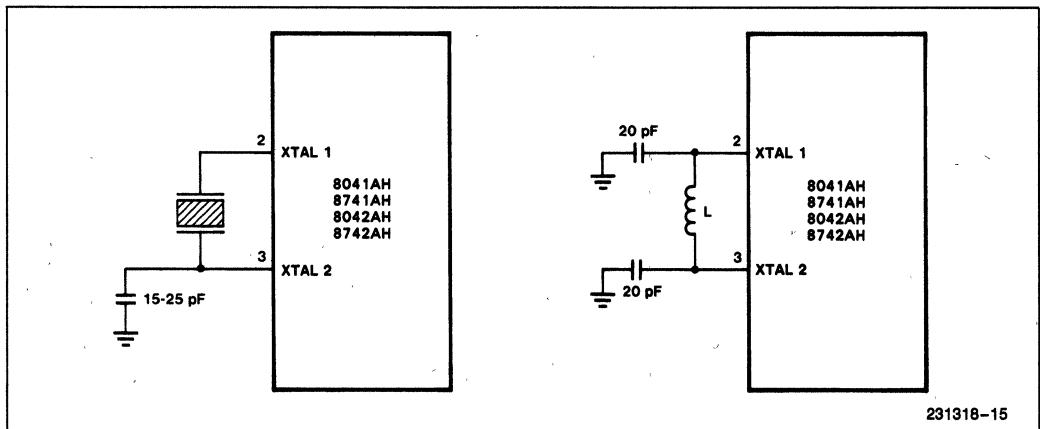 2
XTAL 1
8041AH
8741AH
8042AH
8742AH
3
XTAL 2
15-25 pF
20 pF
2
XTAL 1
8041AH
8741AH
8042AH
8742AH
L
3
XTAL 2
20 pF
231318-15